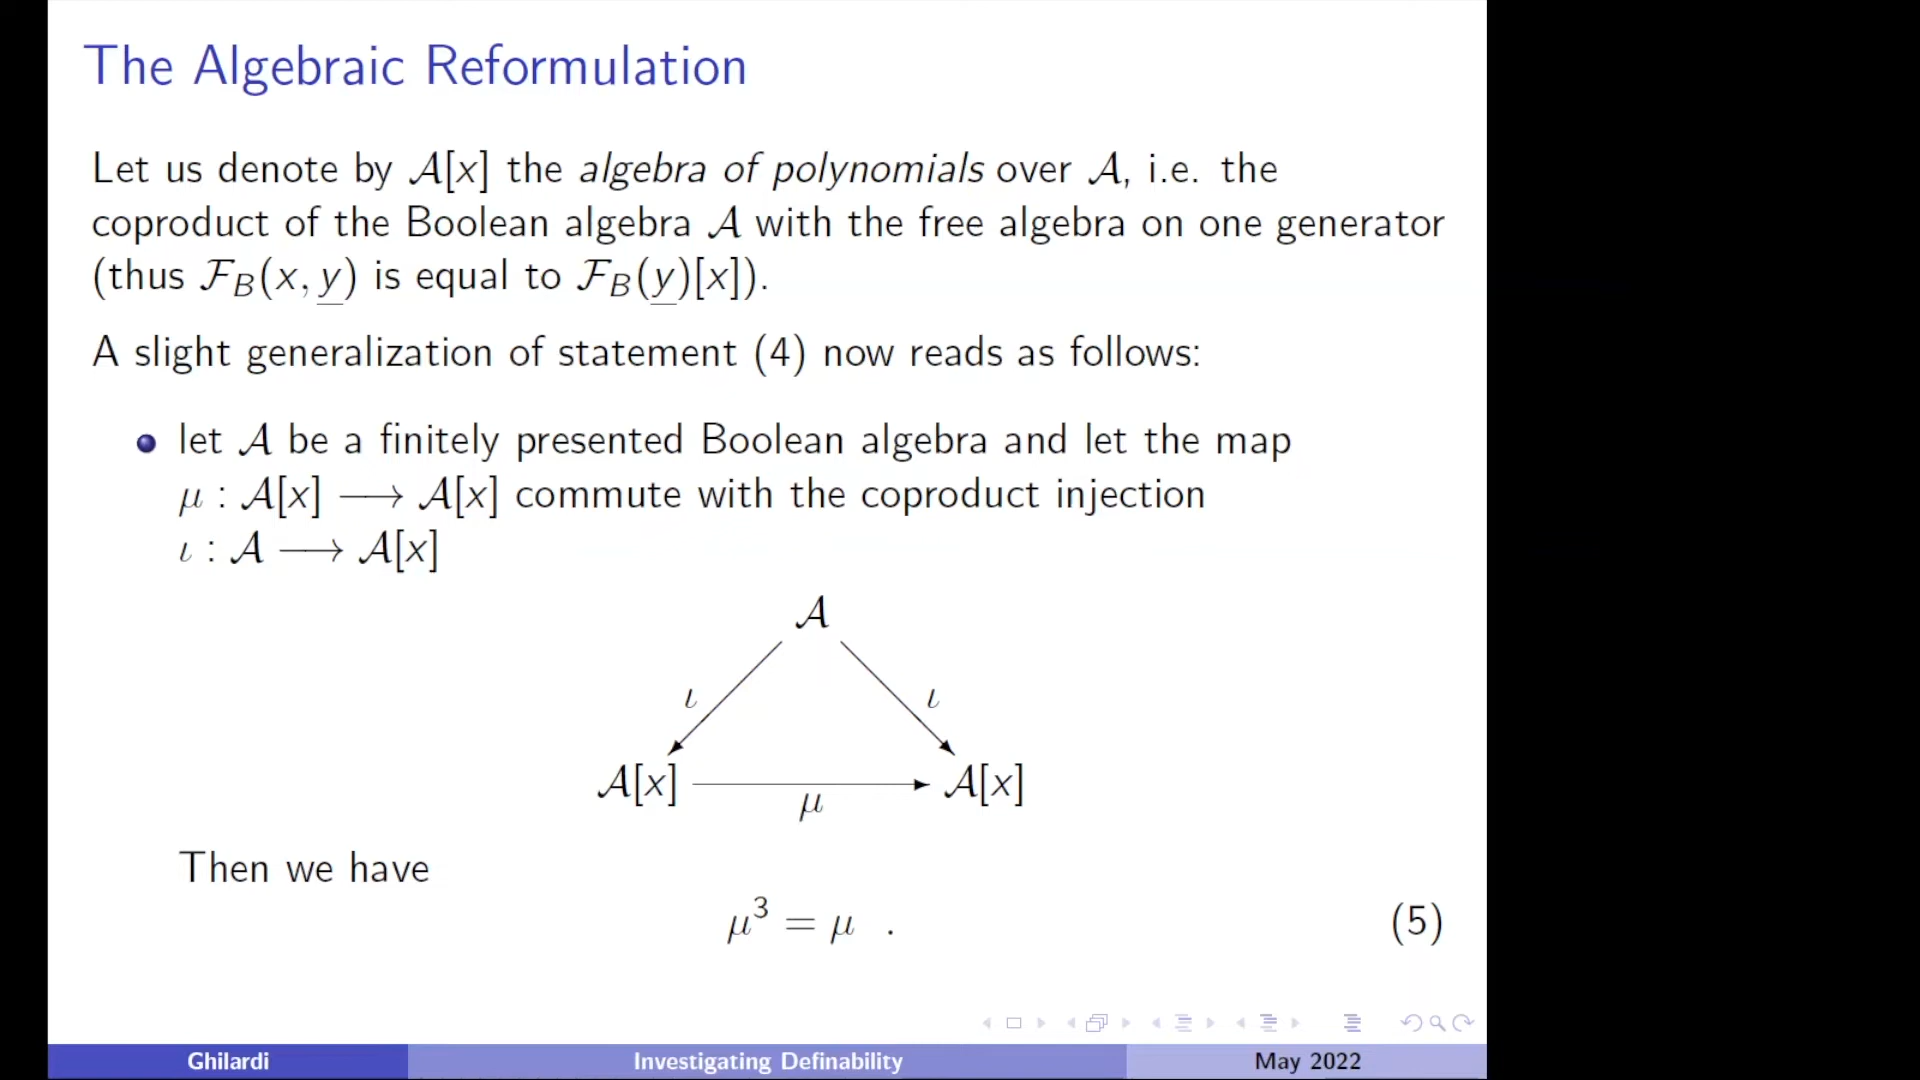 The Algebraic Reformulation
Let us denote by 𝒜[x] the algebra of polynomials over 𝒜, i.e. the
coproduct of the Boolean algebra 𝒜 with the free algebra on one generator
(thus ℱ_B(x, y̲) is equal to ℱ_B(y̲)[x]).
A slight generalization of statement (4) now reads as follows:
let 𝒜 be a finitely presented Boolean algebra and let the map
μ : 𝒜[x] ⟶ 𝒜[x] commute with the coproduct injection
ι : 𝒜 ⟶ 𝒜[x]
𝒜
ι ι
𝒜[x] 𝒜[x]
μ
Then we have
μ³ = μ . (5)
Ghilardi Investigating Definability May 2022